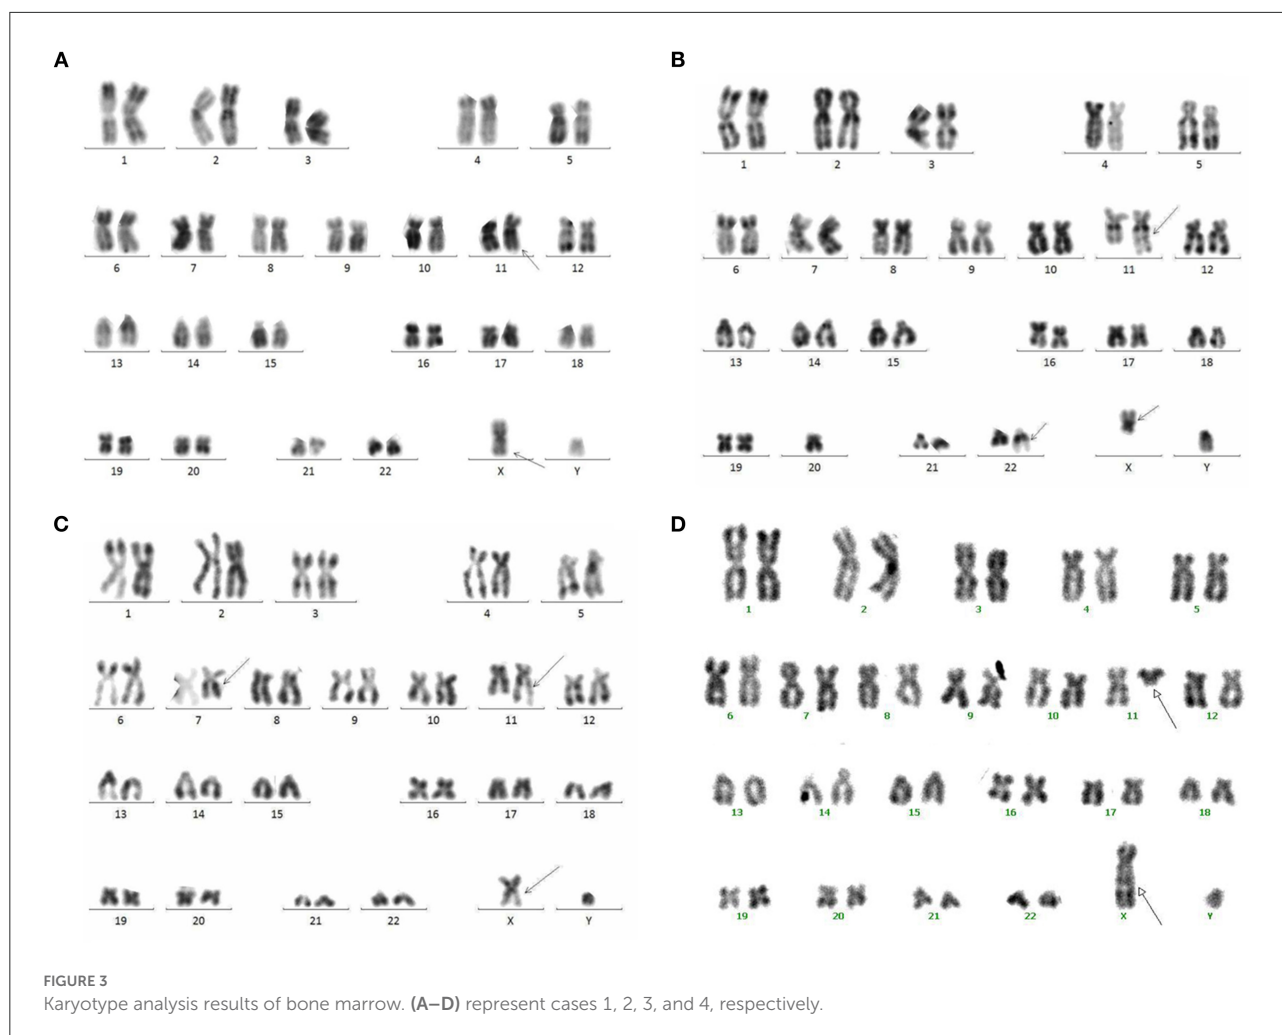 A
B
1 2 3 4 5
1 2 3 4 5
6 7 8 9 10 11 12
6 7 8 9 10 11 12
13 14 15 16 17 18
13 14 15 16 17 18
19 20 21 22 X Y
19 20 21 22 X Y
C
D
1 2 3 4 5
1 2 3 4 5
6 7 8 9 10 11 12
6 7 8 9 10 11 12
13 14 15 16 17 18
13 14 15 16 17 18
19 20 21 22 X Y
19 20 21 22 X Y
FIGURE 3
Karyotype analysis results of bone marrow. (A–D) represent cases 1, 2, 3, and 4, respectively.